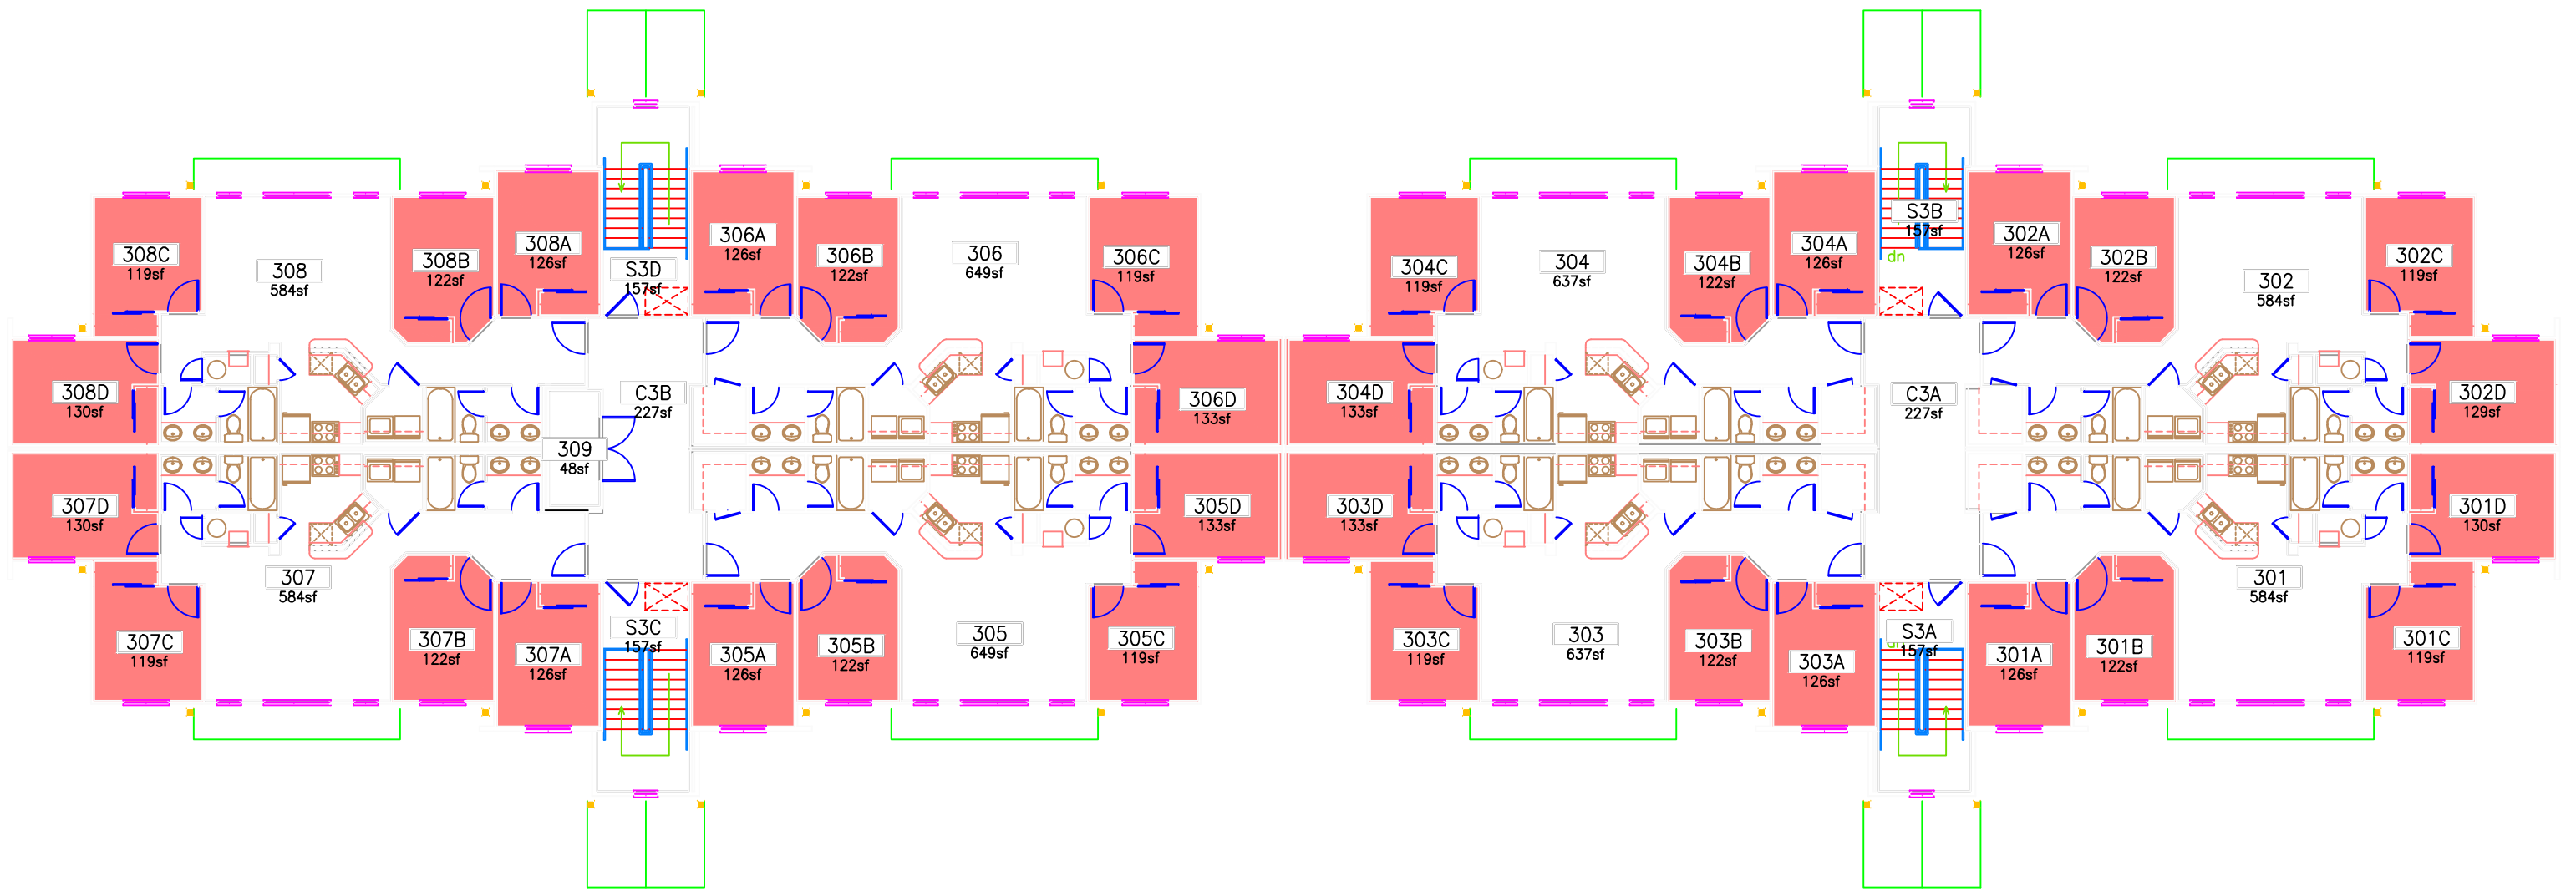 308C
119sf
308
584sf
308B
122sf
308A
126sf
S3D
157sf
306A
126sf
306B
122sf
306
649sf
306C
119sf
304C
119sf
304
637sf
304B
122sf
304A
126sf
S3B
157sf
dn
302A
126sf
302B
122sf
302
584sf
302C
119sf
308D
130sf
C3B
227sf
306D
133sf
304D
133sf
C3A
227sf
302D
129sf
309
48sf
307D
130sf
305D
133sf
303D
133sf
301D
130sf
307C
119sf
307
584sf
307B
122sf
307A
126sf
S3C
157sf
305A
126sf
305B
122sf
305
649sf
305C
119sf
303C
119sf
303
637sf
303B
122sf
303A
126sf
S3A
157sf
dn
301A
126sf
301B
122sf
301
584sf
301C
119sf